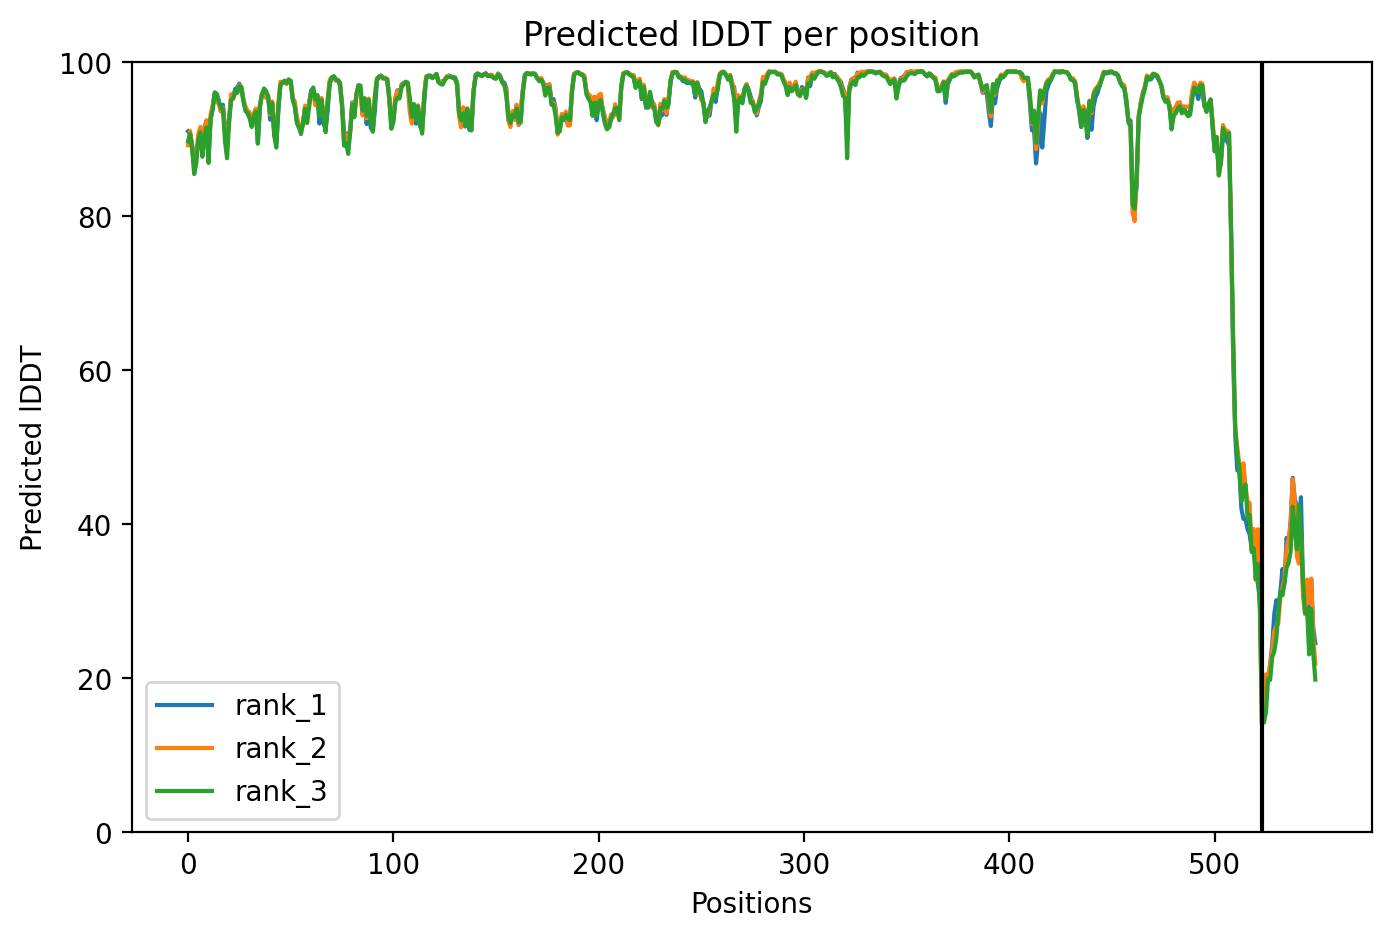 Predicted lDDT per position
100
80
60
40
20
0
Predicted lDDT
rank_1
rank_2
rank_3
0 100 200 300 400 500
Positions